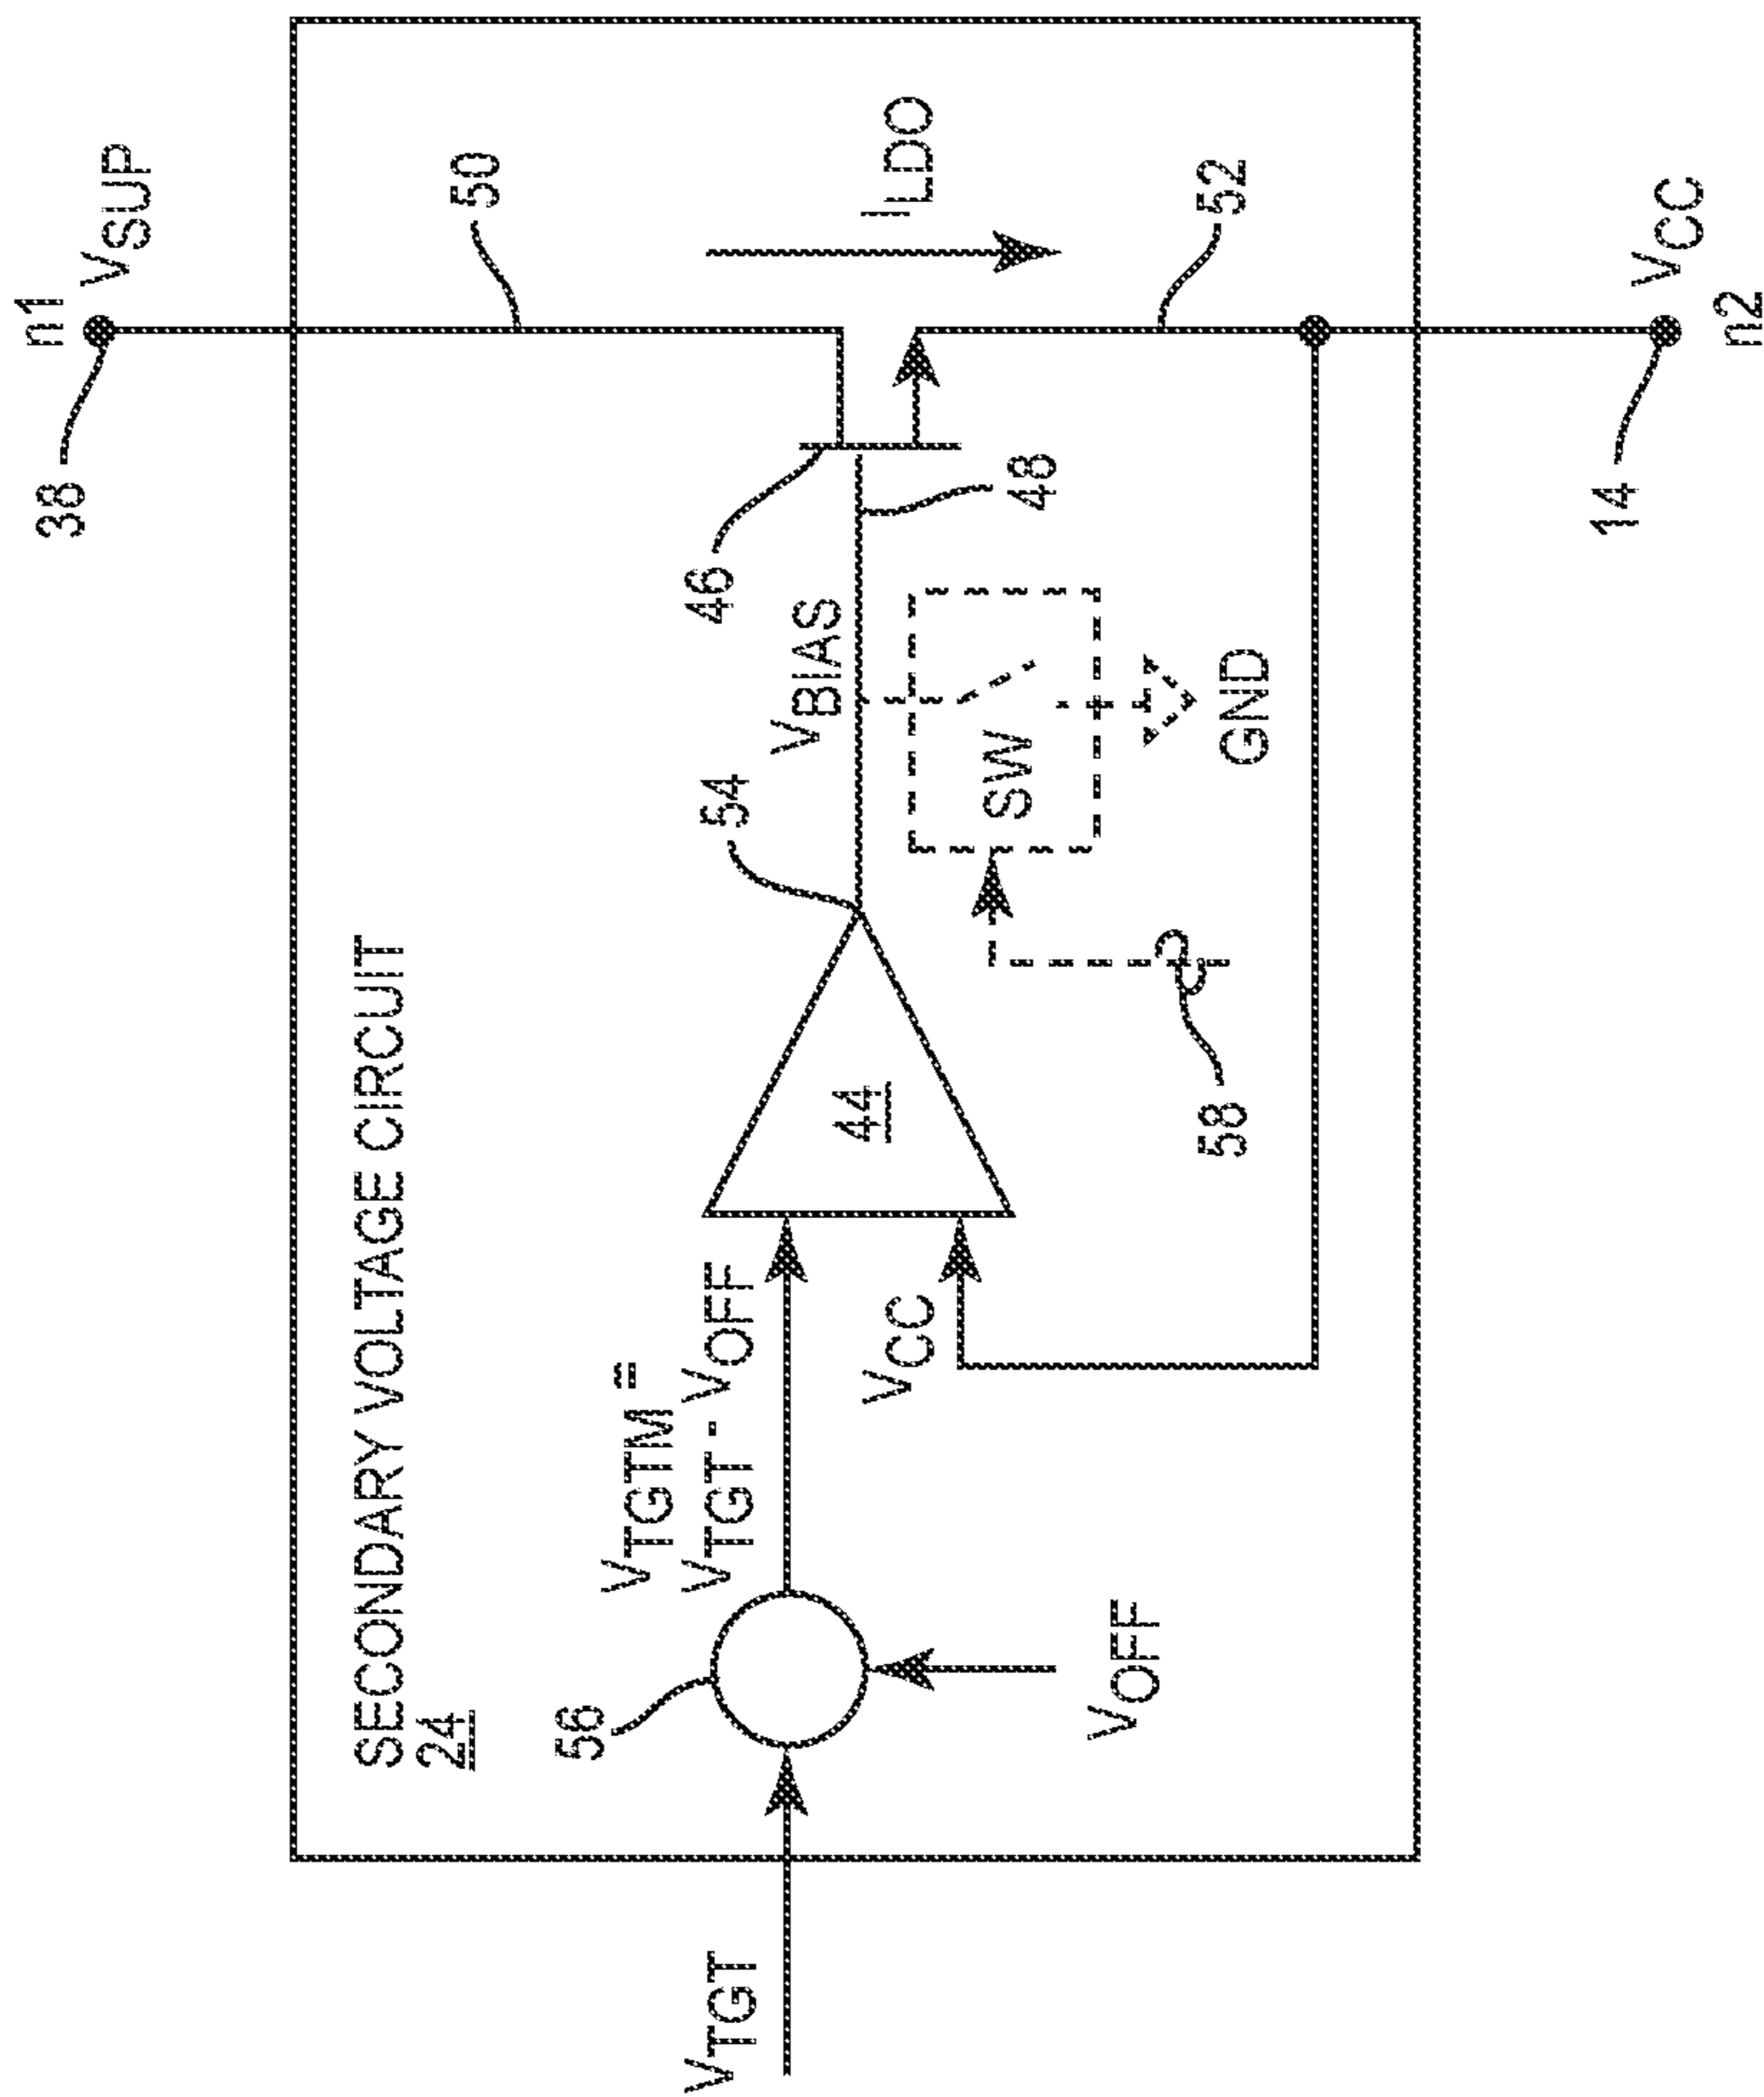 n1
38
VSUP
SECONDARY VOLTAGE CIRCUIT
24
50
ILDO
46
56
VTGTM =
VTGT - VOFF
54
VBIAS
48
VTGT
44
SW
VCC
VOFF
58
GND
52
14
VCC
n2